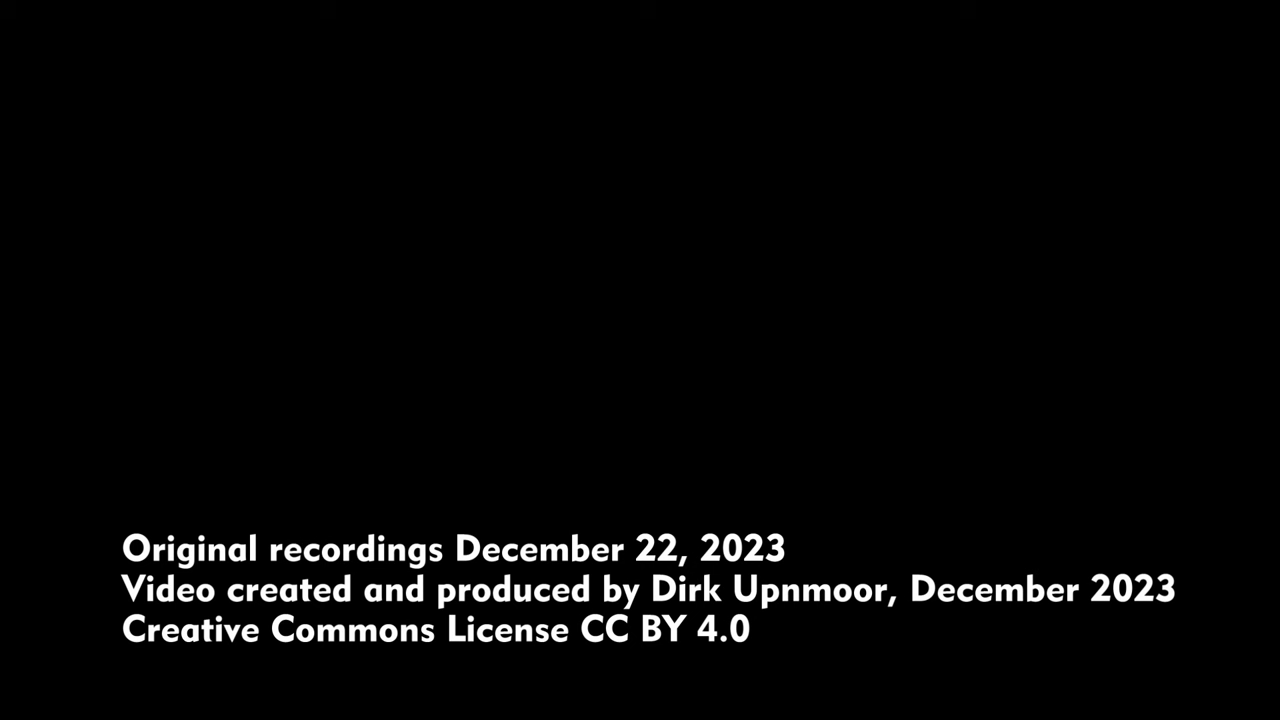 Original recordings December 22, 2023
Video created and produced by Dirk Upnmoor, December 2023
Creative Commons License CC BY 4.0